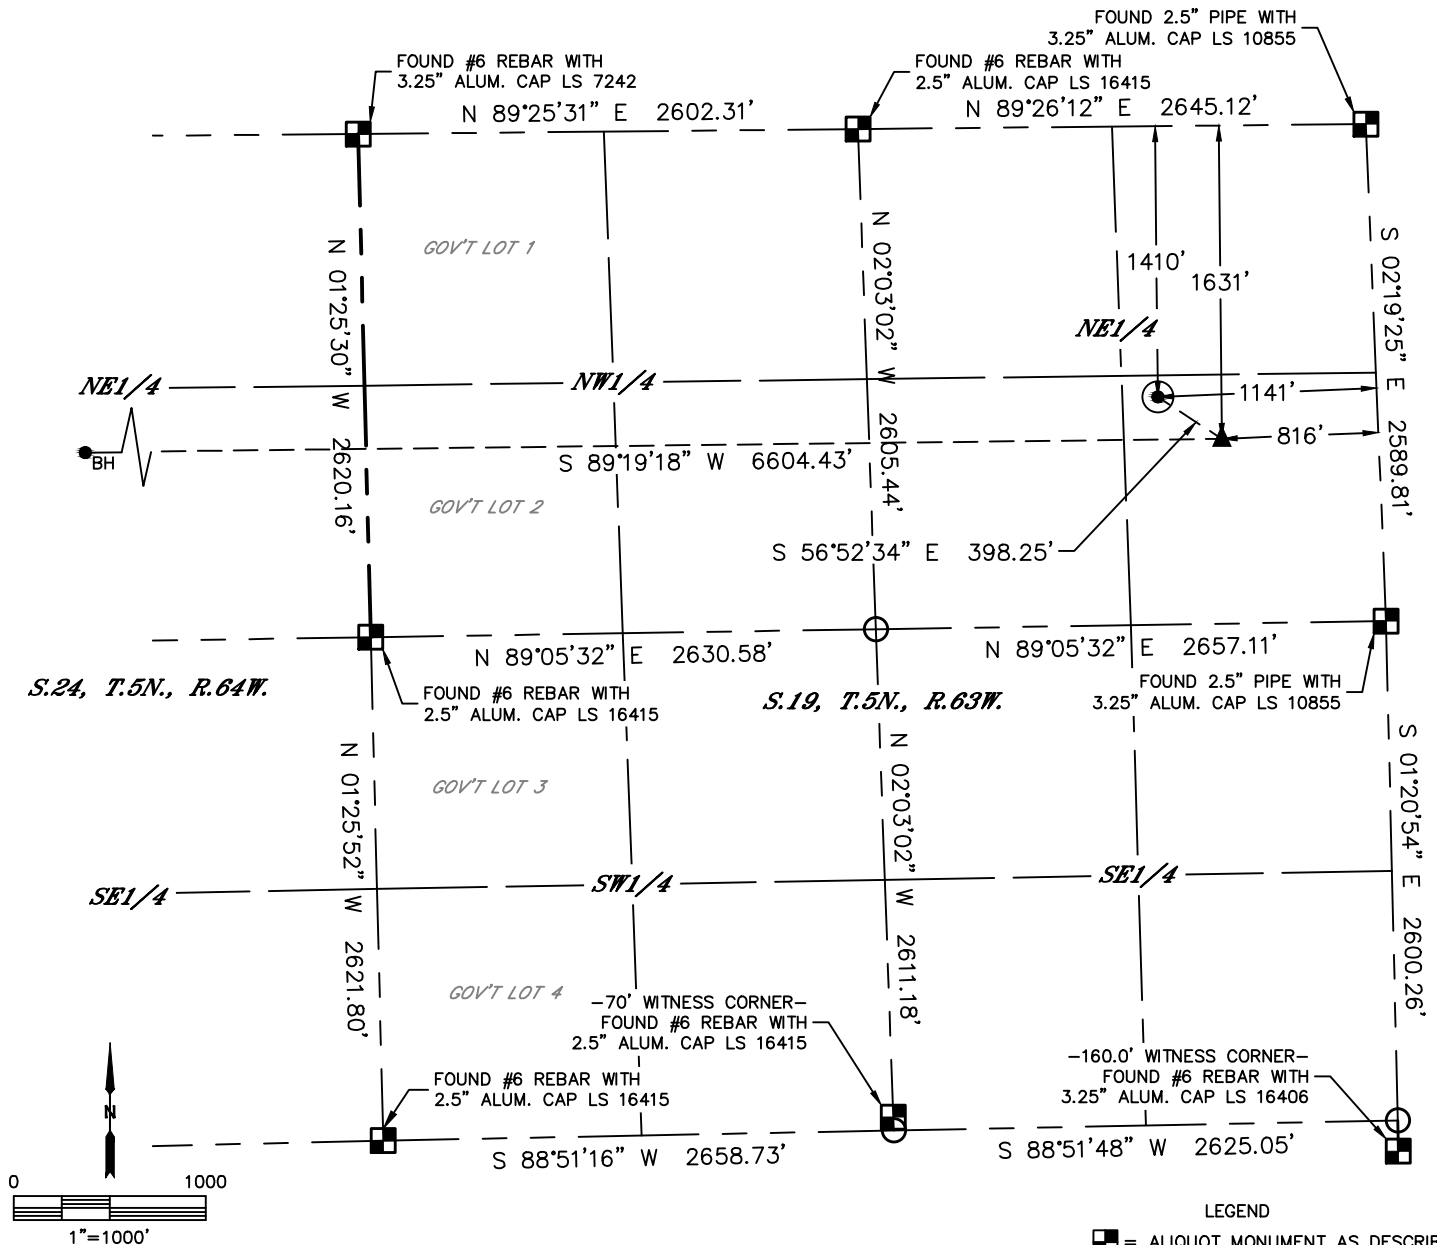 FOUND 2.5" PIPE WITH
3.25" ALUM. CAP LS 10855
FOUND #6 REBAR WITH
3.25" ALUM. CAP LS 7242
FOUND #6 REBAR WITH
2.5" ALUM. CAP LS 16415
N 89°25'31" E 2602.31'
N 89°26'12" E 2645.12'
GOV'T LOT 1
N 01°25'30" W 2620.16'
N 02°03'02" W 2605.44'
S 02°19'25" E 2589.81'
1410'
1631'
NE1/4
NE1/4
NW1/4
1141'
816'
BH
S 89°19'18" W 6604.43'
GOV'T LOT 2
S 56°52'34" E 398.25'
N 89°05'32" E 2630.58'
N 89°05'32" E 2657.11'
S.24, T.5N., R.64W.
FOUND #6 REBAR WITH
2.5" ALUM. CAP LS 16415
S.19, T.5N., R.63W.
FOUND 2.5" PIPE WITH
3.25" ALUM. CAP LS 10855
N 01°25'52" W 2621.80'
GOV'T LOT 3
N 02°03'02" W 2611.18'
S 01°20'54" E 2600.26'
SE1/4
SW1/4
SE1/4
GOV'T LOT 4
-70' WITNESS CORNER-
FOUND #6 REBAR WITH
2.5" ALUM. CAP LS 16415
-160.0' WITNESS CORNER-
FOUND #6 REBAR WITH
3.25" ALUM. CAP LS 16406
FOUND #6 REBAR WITH
2.5" ALUM. CAP LS 16415
N
S 88°51'16" W 2658.73'
S 88°51'48" W 2625.05'
0 1000
1"=1000'
LEGEND
= ALIQUOT MONUMENT AS DESCRIB